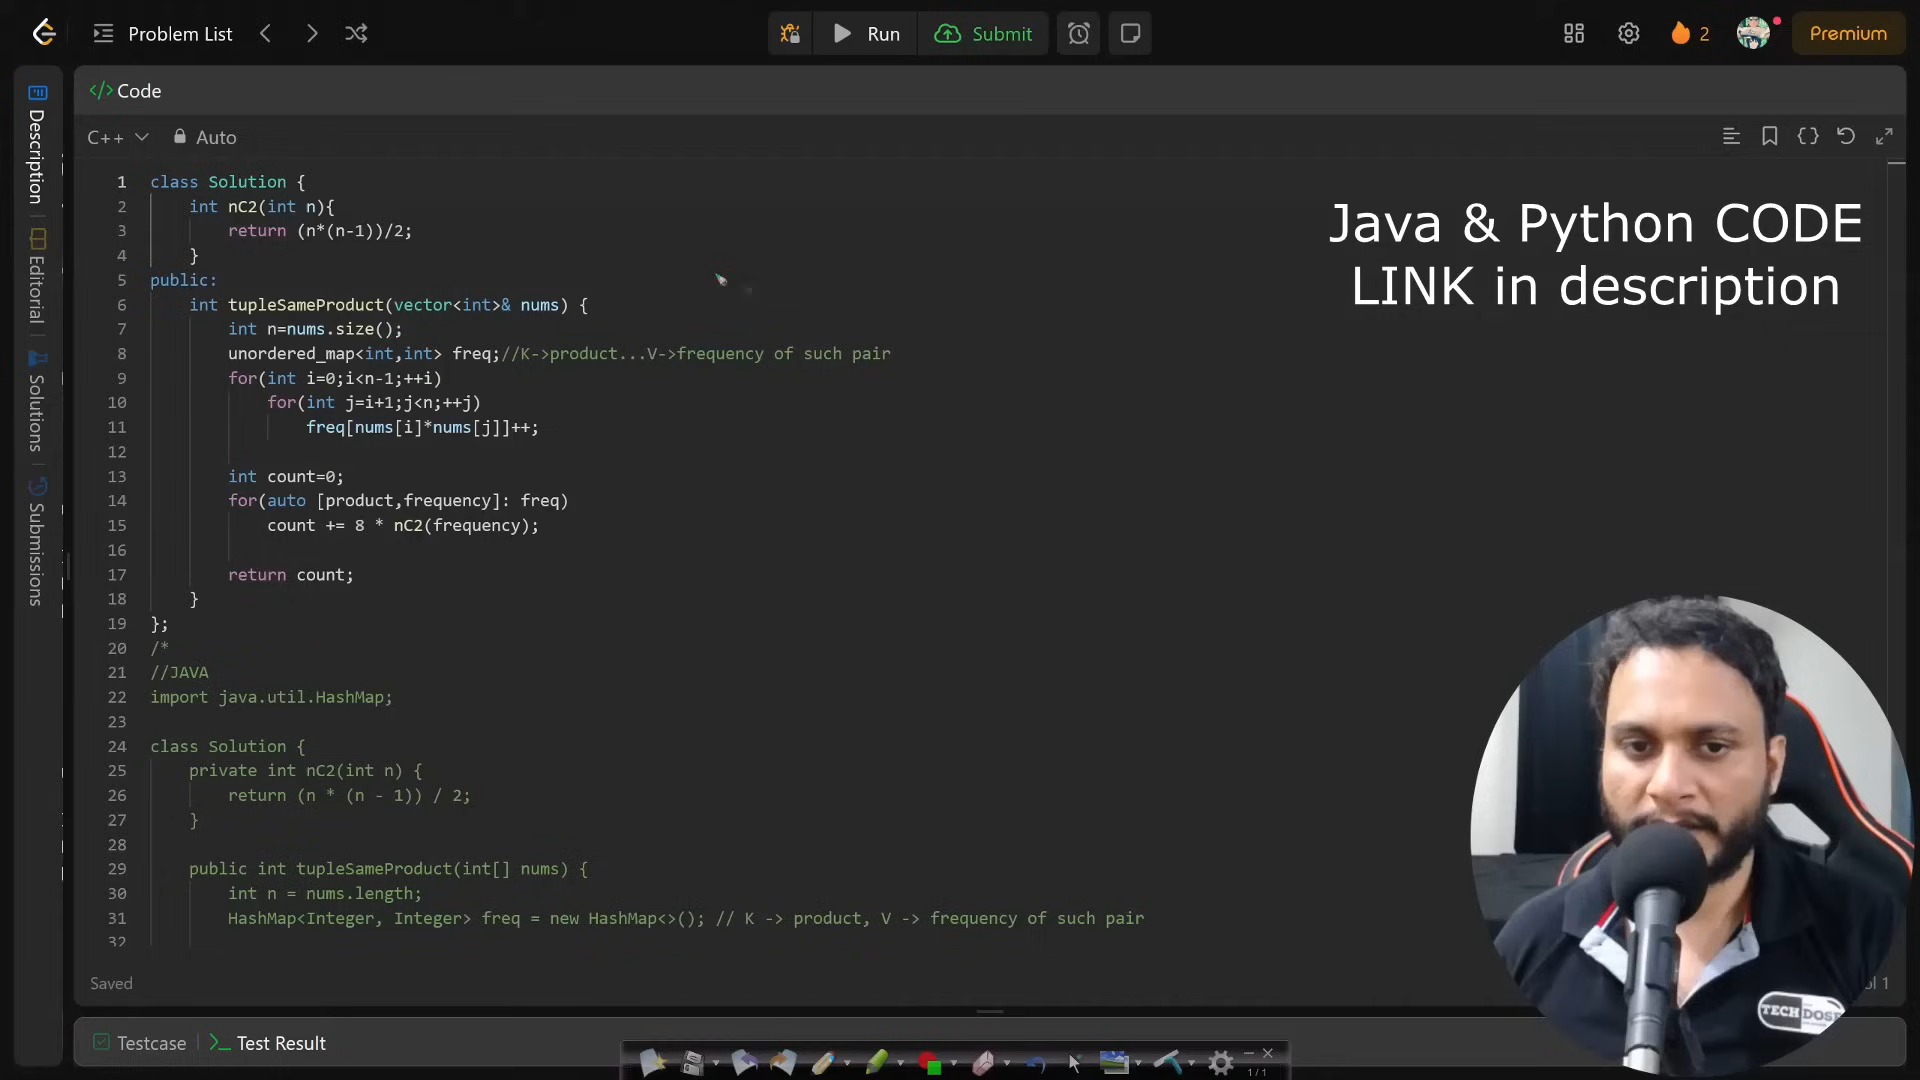 Problem List
Run
Submit
2
Premium
Description
Editorial
Solutions
Submissions
</> Code
C++
Auto
Java & Python CODE
LINK in description
1 class Solution {
2 int nC2(int n){
3 return (n*(n-1))/2;
4 }
5 public:
6 int tupleSameProduct(vector<int>& nums) {
7 int n=nums.size();
8 unordered_map<int,int> freq;//K->product...V->frequency of such pair
9 for(int i=0;i<n-1;++i)
10 for(int j=i+1;j<n;++j)
11 freq[nums[i]*nums[j]]++;
12
13 int count=0;
14 for(auto [product,frequency]: freq)
15 count += 8 * nC2(frequency);
16
17 return count;
18 }
19 };
20 /*
21 //JAVA
22 import java.util.HashMap;
23
24 class Solution {
25 private int nC2(int n) {
26 return (n * (n - 1)) / 2;
27 }
28
29 public int tupleSameProduct(int[] nums) {
30 int n = nums.length;
31 HashMap<Integer, Integer> freq = new HashMap<>(); // K -> product, V -> frequency of such pair
32
Saved
ol 1
TECH DOSE
Testcase
Test Result
1/1